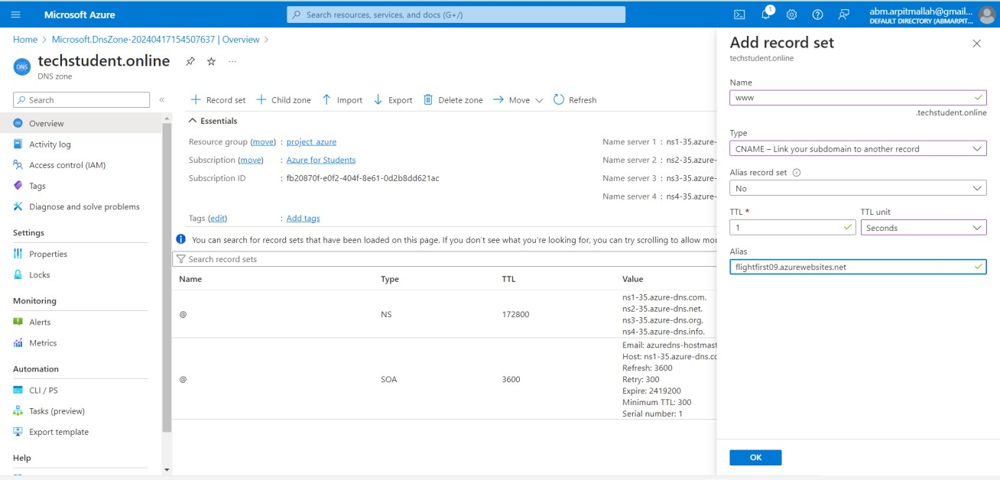 Microsoft Azure
Search resources, services, and docs (G+/)
1
abm.arpitmallah@gmail...
DEFAULT DIRECTORY (ABMARPIT...
Home > Microsoft.DnsZone-20240417154507637 | Overview >
DNS
techstudent.online
...
DNS zone
Search
«
Overview
Activity log
Access control (IAM)
Tags
Diagnose and solve problems
Settings
Properties
Locks
Monitoring
Alerts
Metrics
Automation
CLI / PS
Tasks (preview)
Export template
Help
Record set
Child zone
Import
Export
Delete zone
Move
Refresh
Essentials
Resource group (move) : project_azure
Subscription (move) : Azure for Students
Subscription ID : fb20870f-e0f2-404f-8e61-0d2b8dd621ac
Name server 1 : ns1-35.azure-
Name server 2 : ns2-35.azure-
Name server 3 : ns3-35.azure-
Name server 4 : ns4-35.azure-
Tags (edit) : Add tags
You can search for record sets that have been loaded on this page. If you don't see what you're looking for, you can try scrolling to allow mor
Search record sets
Name Type TTL Value
@ NS 172800
ns1-35.azure-dns.com.
ns2-35.azure-dns.net.
ns3-35.azure-dns.org.
ns4-35.azure-dns.info.
@ SOA 3600
Email: azuredns-hostmast
Host: ns1-35.azure-dns.co
Refresh: 3600
Retry: 300
Expire: 2419200
Minimum TTL: 300
Serial number: 1
Add record set
techstudent.online
Name
www
.techstudent.online
Type
CNAME – Link your subdomain to another record
Alias record set
No
TTL * TTL unit
1 Seconds
Alias
flightfirst09.azurewebsites.net
OK